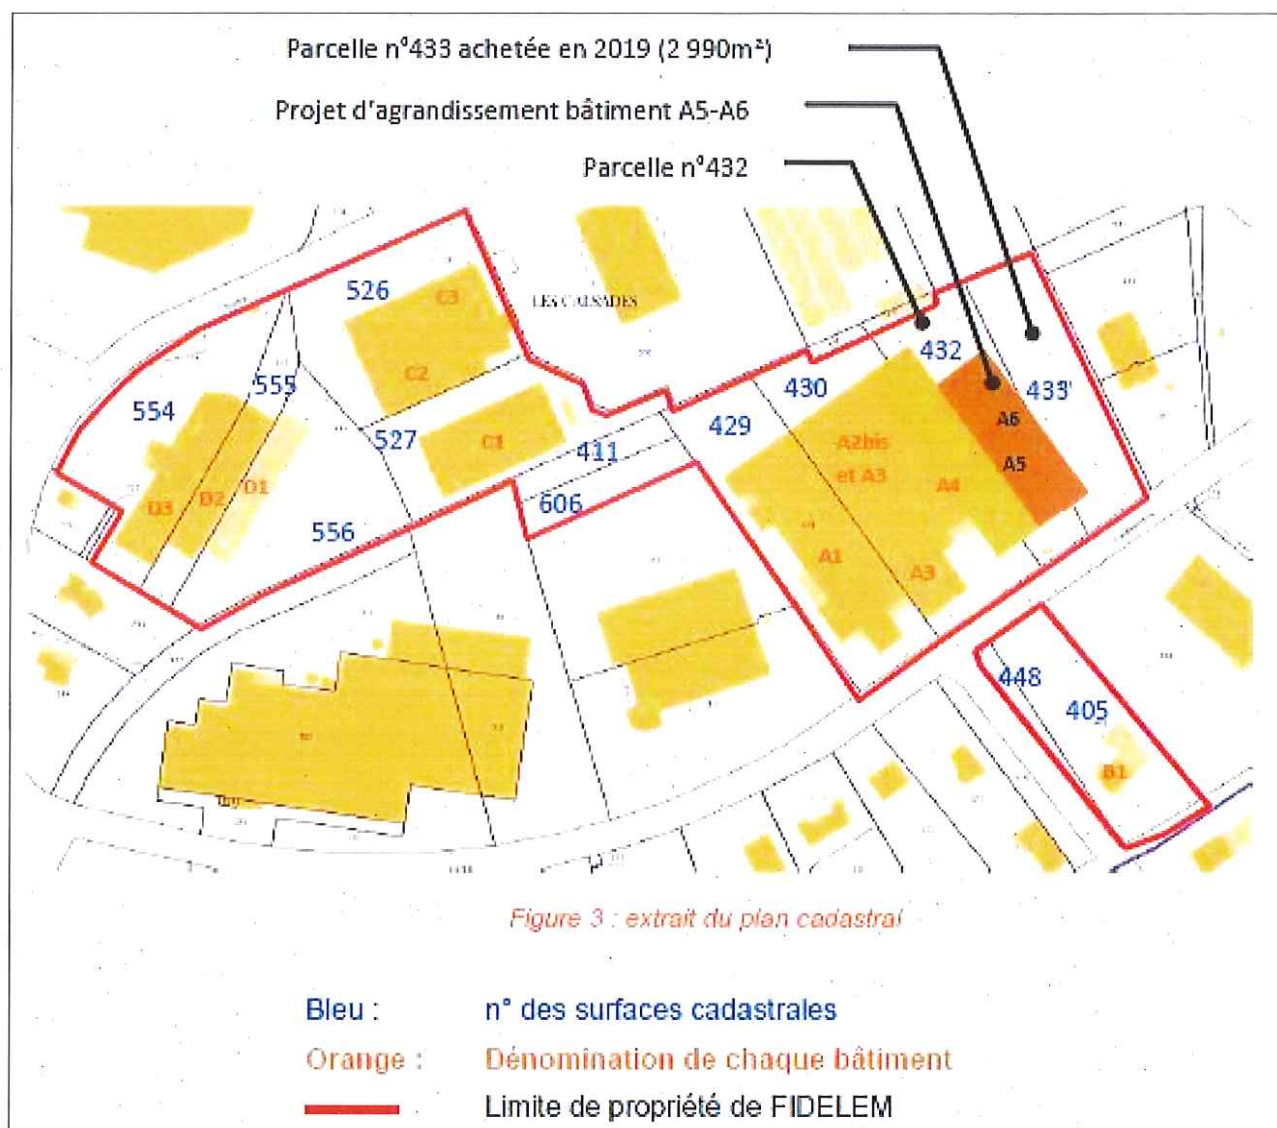 Parcelle n°433 achetée en 2019 (2 990m²)
Projet d'agrandissement bâtiment A5-A6
Parcelle n°432
526
C3
LES CALSADES
432
555
430
433
554
C2
A6
527
C1
429
A2bis
et A3
A5
411
A4
D1
D2
D3
606
556
A1
A3
448
405
B1
Figure 3 : extrait du plan cadastral
Bleu : n° des surfaces cadastrales
Orange : Dénomination de chaque bâtiment
Limite de propriété de FIDELEM